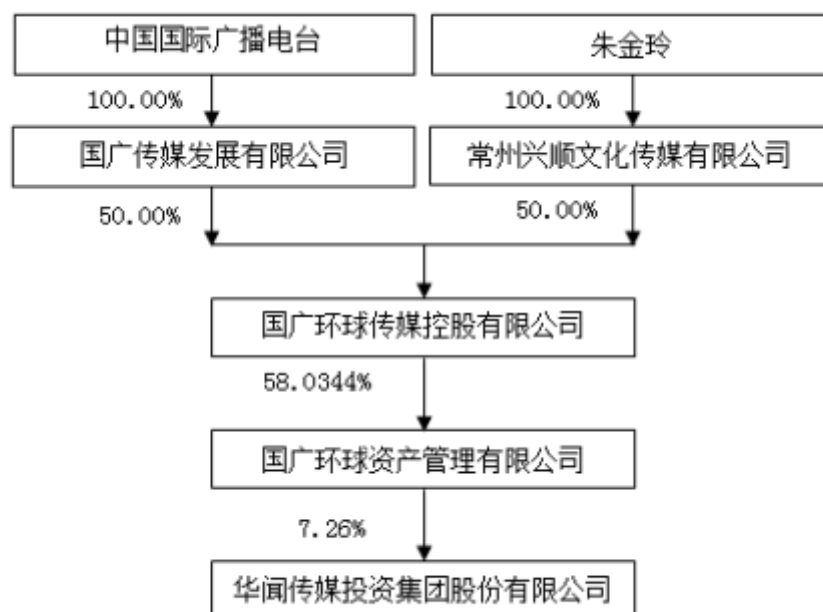 中国国际广播电台
朱金玲
100.00%
100.00%
国广传媒发展有限公司
常州兴顺文化传媒有限公司
50.00%
50.00%
国广环球传媒控股有限公司
58.0344%
国广环球资产管理有限公司
7.26%
华闻传媒投资集团股份有限公司